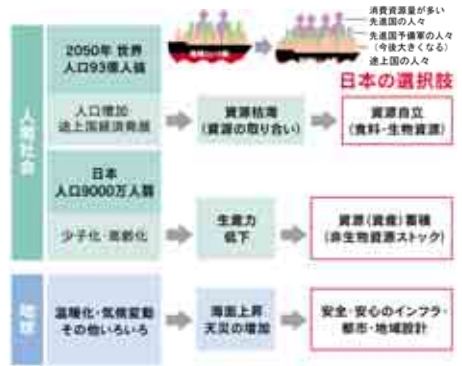 消費資源量が多い
先進国の人々
先進国予備軍の人々
(今後大きくなる)
途上国の人々
日本の選択肢
人間社会
2050年 世界
人口93億人強
人口増加・
途上国経済発展
資源枯渇
(資源の取り合い)
資源自立
(食料・生物資源)
日本
人口9000万人弱
少子化・高齢化
生産力
低下
資源(資産)蓄積
(非生物資源ストック)
地球
温暖化・気候変動
その他いろいろ
海面上昇
天災の増加
安全・安心のインフラ・
都市・地域設計